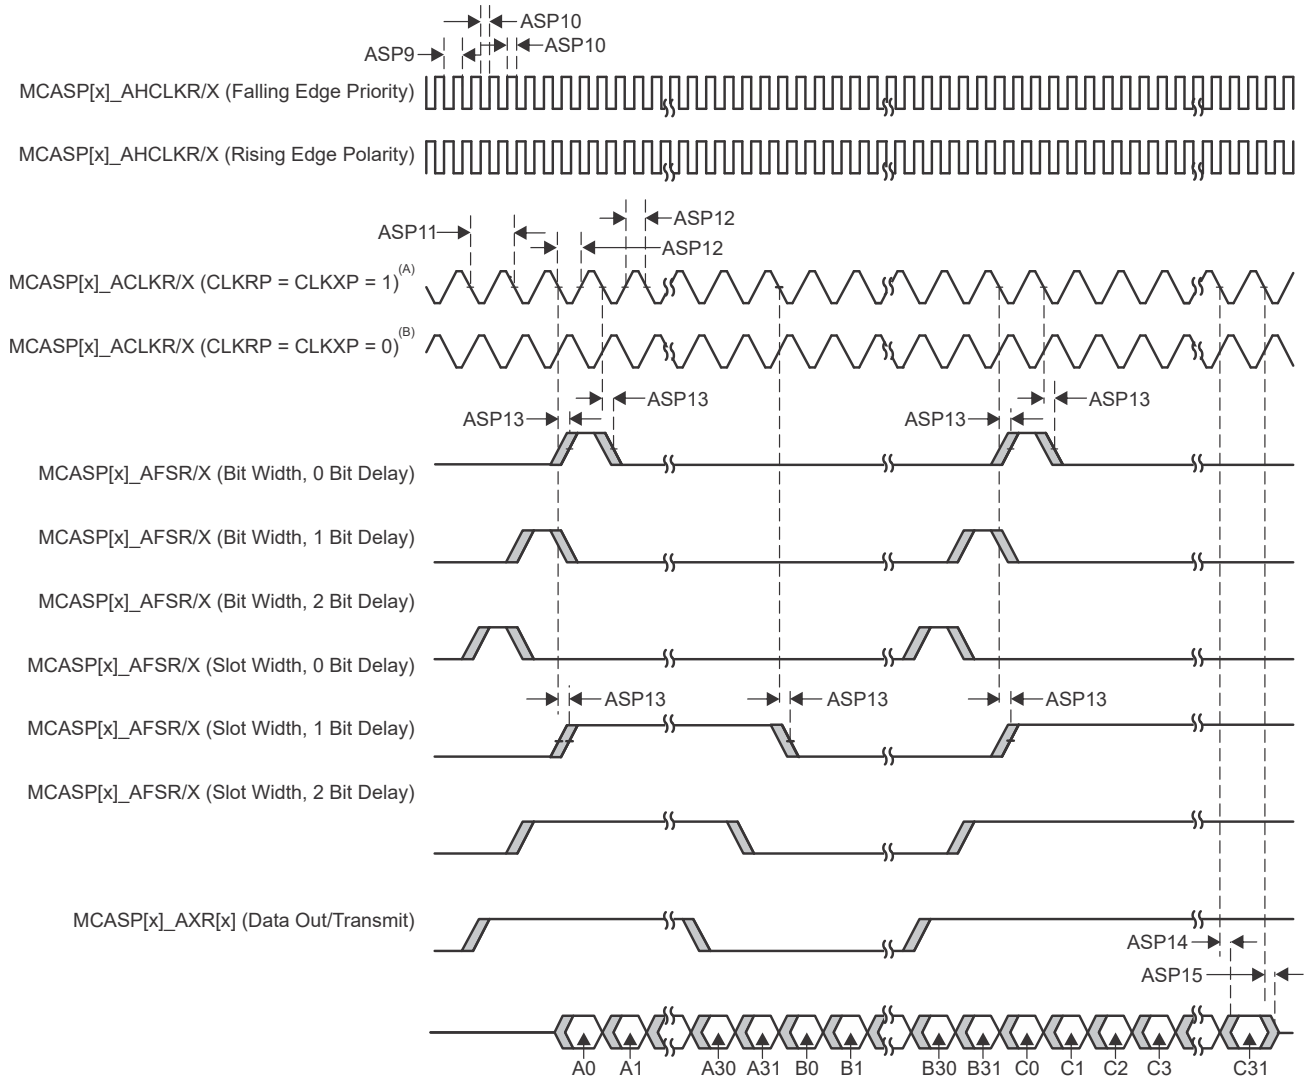 ASP10
ASP9
ASP10
MCASP[x]_AHCLKR/X (Falling Edge Priority)
MCASP[x]_AHCLKR/X (Rising Edge Polarity)
ASP12
ASP11
ASP12
MCASP[x]_ACLKR/X (CLKRP = CLKXP = 1)(A)
MCASP[x]_ACLKR/X (CLKRP = CLKXP = 0)(B)
ASP13 ASP13
ASP13 ASP13
MCASP[x]_AFSR/X (Bit Width, 0 Bit Delay)
MCASP[x]_AFSR/X (Bit Width, 1 Bit Delay)
MCASP[x]_AFSR/X (Bit Width, 2 Bit Delay)
MCASP[x]_AFSR/X (Slot Width, 0 Bit Delay)
ASP13 ASP13 ASP13
MCASP[x]_AFSR/X (Slot Width, 1 Bit Delay)
MCASP[x]_AFSR/X (Slot Width, 2 Bit Delay)
MCASP[x]_AXR[x] (Data Out/Transmit)
ASP14
ASP15
A0 A1 A30 A31 B0 B1 B30 B31 C0 C1 C2 C3 C31